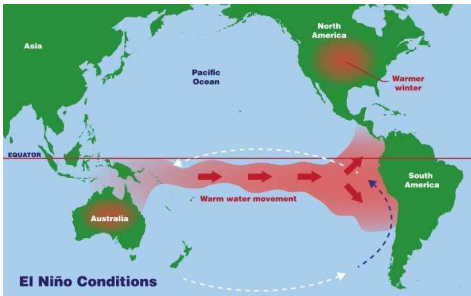 Asia
North
America
Pacific
Ocean
Warmer
winter
EQUATOR
South
America
Warm water movement
Australia
El Niño Conditions